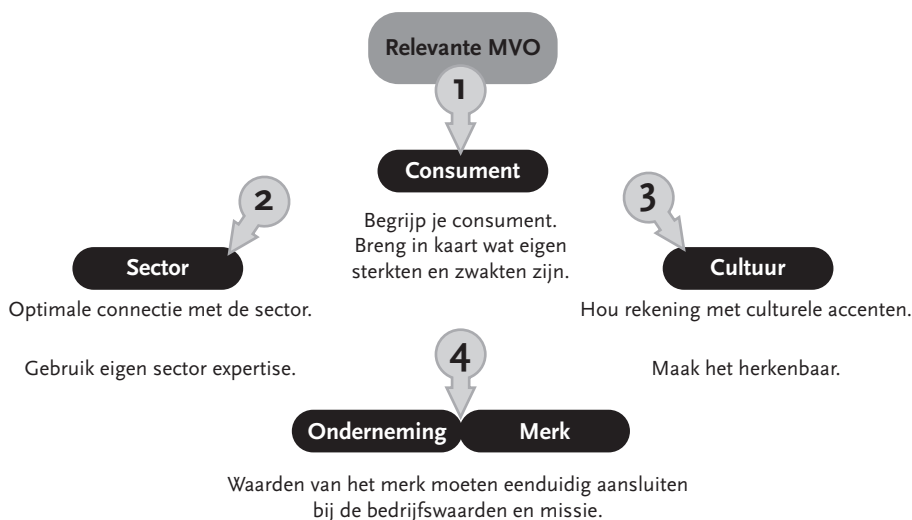 Relevante MVO
1
Consument
Begrijp je consument.
Breng in kaart wat eigen
sterkten en zwakten zijn.
2
Sector
Optimale connectie met de sector.
Gebruik eigen sector expertise.
3
Cultuur
Hou rekening met culturele accenten.
Maak het herkenbaar.
4
Onderneming Merk
Waarden van het merk moeten eenduidig aansluiten
bij de bedrijfswaarden en missie.